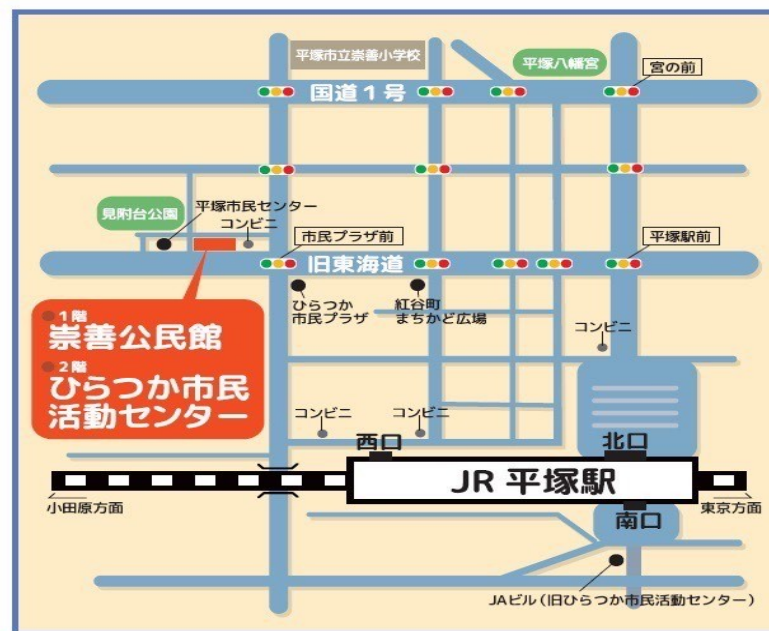 平塚市立崇善小学校
平塚八幡宮
宮の前
国道1号
見附台公園
平塚市民センター
コンビニ
市民プラザ前
平塚駅前
旧東海道
ひらつか
市民プラザ
紅谷町
まちかど広場
コンビニ
1階
崇善公民館
2階
ひらつか市民
活動センター
コンビニ
コンビニ
西口
北口
JR 平塚駅
小田原方面
東京方面
南口
JAビル(旧ひらつか市民活動センター)